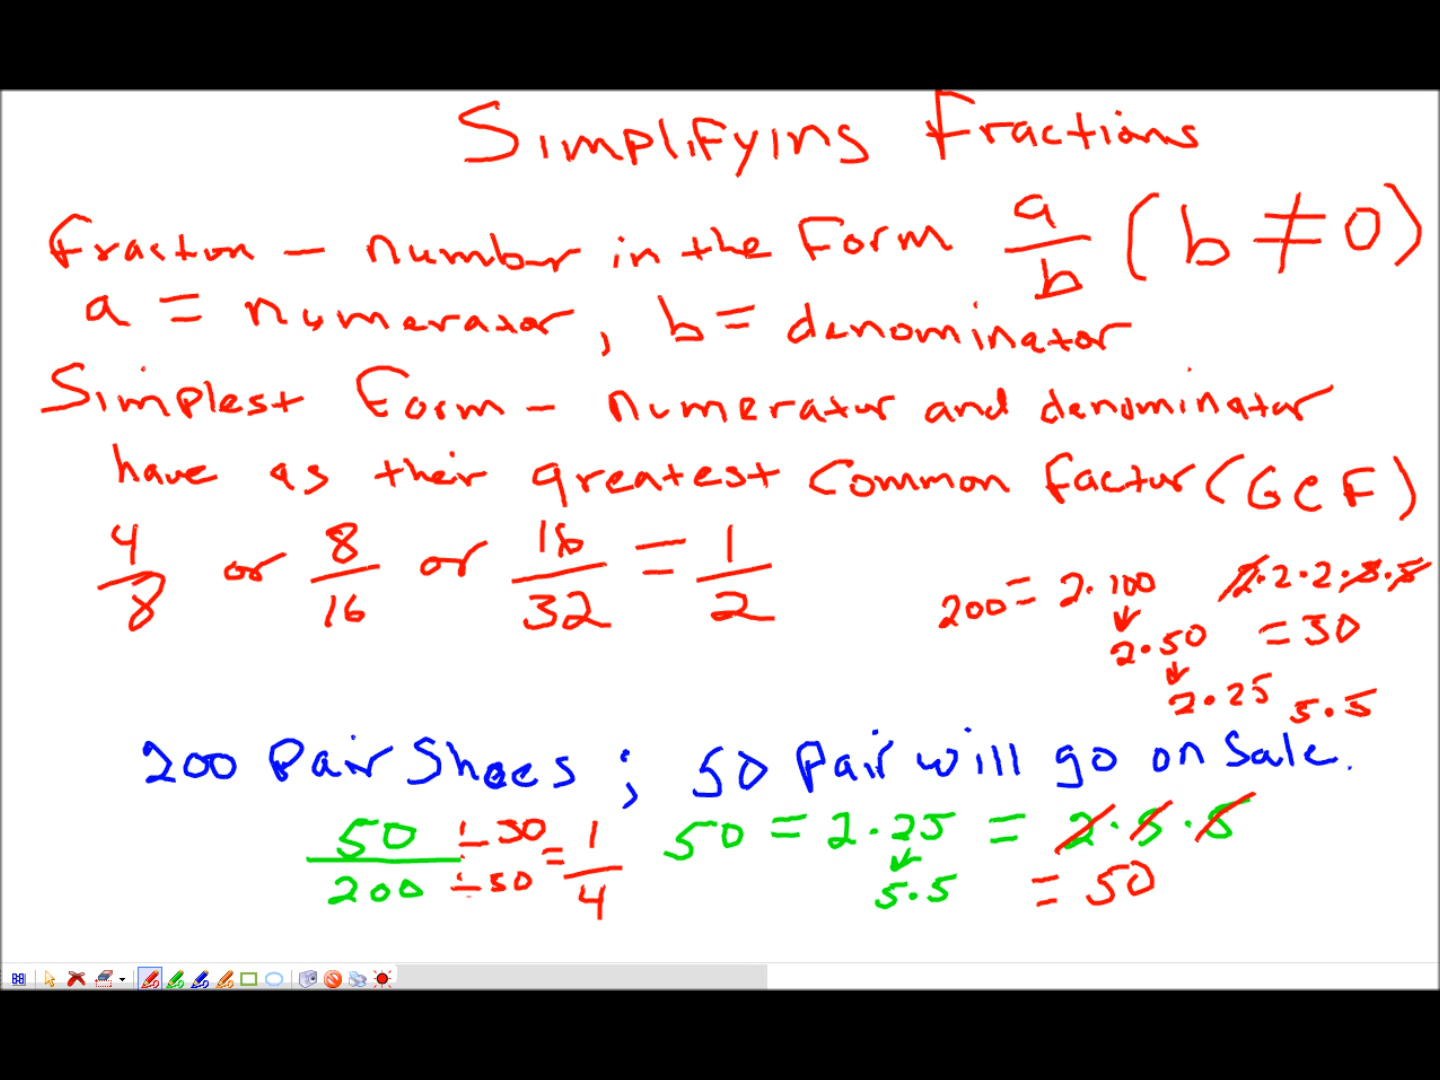 Simplifying Fractions
Fraction – number in the Form a/b (b ≠ 0)
a = numerator, b = denominator
Simplest Form – numerator and denominator
have as their greatest common factor (GCF)
4/8 or 8/16 or 16/32 = 1/2
200 = 2·100 2·2·2·5·5
2·50 = 50
2·25 5·5
200 Pair Shoes ; 50 Pair will go on Sale.
50/200 ÷50/÷50 = 1/4 50 = 2·25 = 2·5·5
5·5 = 50